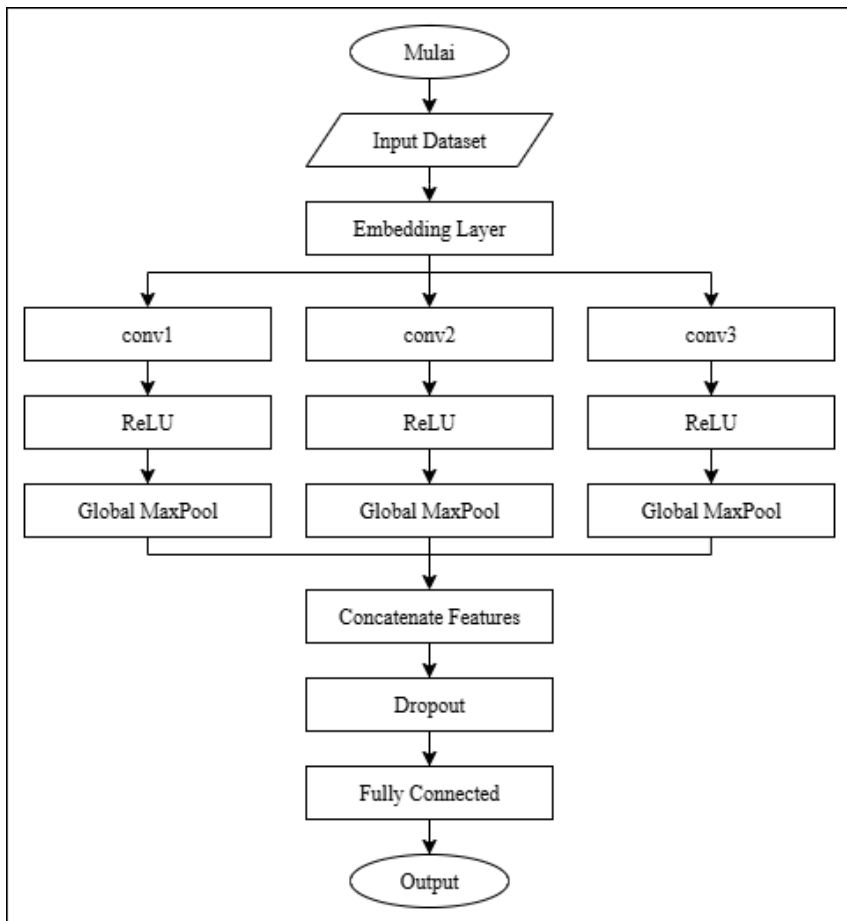 Mulai
Input Dataset
Embedding Layer
conv1
conv2
conv3
ReLU
ReLU
ReLU
Global MaxPool
Global MaxPool
Global MaxPool
Concatenate Features
Dropout
Fully Connected
Output